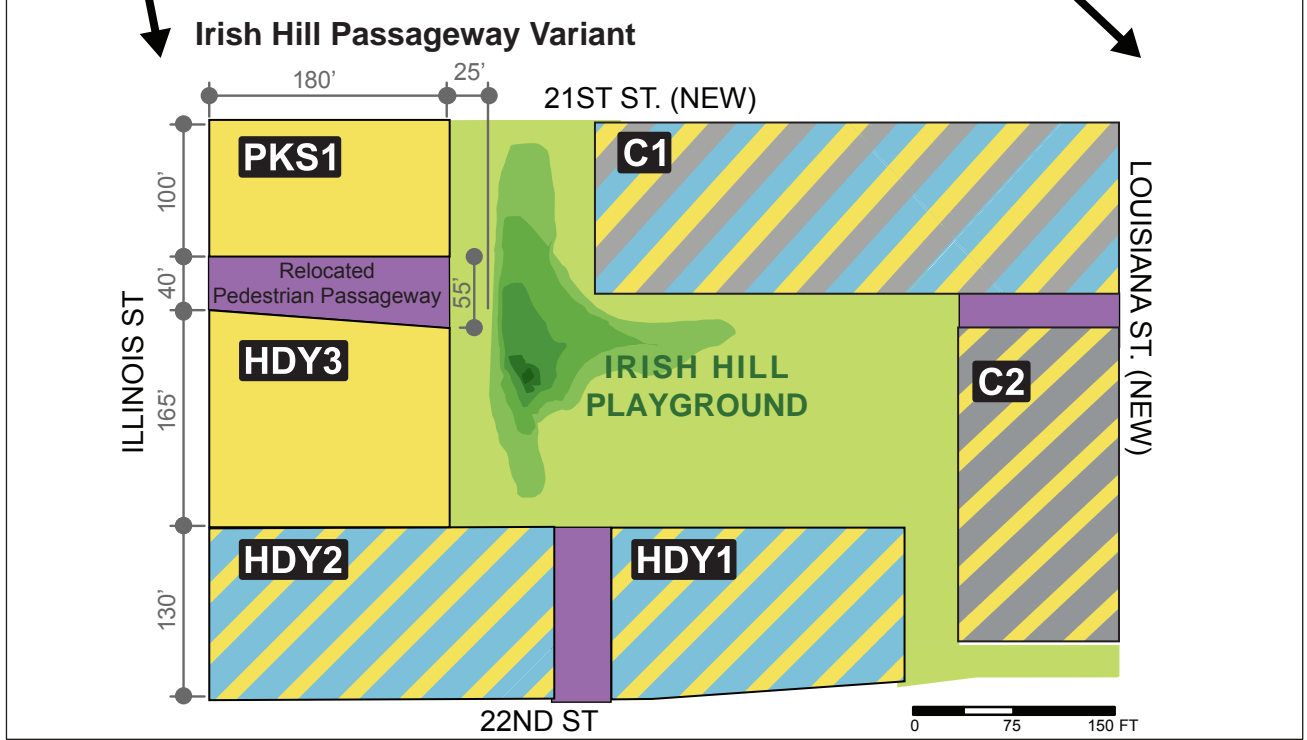 Irish Hill Passageway Variant
180’
25’
21ST ST. (NEW)
PKS1
C1
100’
Relocated
Pedestrian Passageway
40’
55’
LOUISIANA ST. (NEW)
ILLINOIS ST
HDY3
IRISH HILL
PLAYGROUND
C2
165’
HDY2
HDY1
130’
22ND ST
0 75 150 FT